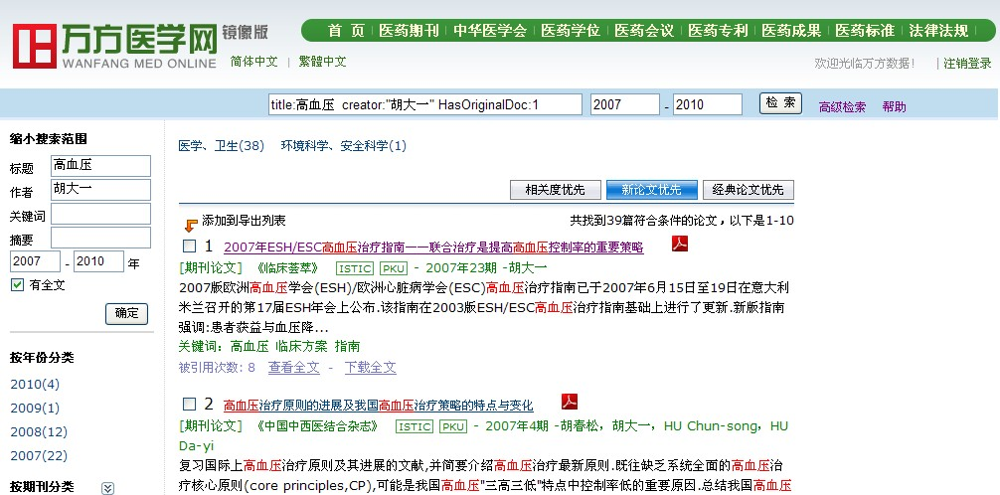 万方医学网 镜像版
WANFANG MED ONLINE 简体中文 | 繁體中文
首 页 | 医药期刊 | 中华医学会 | 医药学位 | 医药会议 | 医药专利 | 医药成果 | 医药标准 | 法律法规
欢迎光临万方数据! | 注销登录
title:高血压 creator:"胡大一" HasOriginalDoc:1 2007 - 2010 检 索 高级检索 帮助
缩小搜索范围
标题 高血压
作者 胡大一
关键词
摘要
2007 - 2010 年
有全文
确定
按年份分类
2010(4)
2009(1)
2008(12)
2007(22)
按期刊分类
医学、卫生(38) 环境科学、安全科学(1)
相关度优先 新论文优先 经典论文优先
添加到导出列表 共找到39篇符合条件的论文，以下是1-10
1 2007年ESH/ESC高血压治疗指南——联合治疗是提高高血压控制率的重要策略
[期刊论文] 《临床荟萃》 ISTIC PKU - 2007年23期 -胡大一
2007版欧洲高血压学会(ESH)/欧洲心脏病学会(ESC)高血压治疗指南已于2007年6月15日至19日在意大利
米兰召开的第17届ESH年会上公布.该指南在2003版ESH/ESC高血压治疗指南基础上进行了更新.新版指南
强调:患者获益与血压降...
关键词：高血压 临床方案 指南
被引用次数: 8 查看全文 - 下载全文
2 高血压治疗原则的进展及我国高血压治疗策略的特点与变化
[期刊论文] 《中国中西医结合杂志》 ISTIC PKU - 2007年4期 -胡春松，胡大一，HU Chun-song，HU
Da-yi
复习国际上高血压治疗原则及其进展的文献,并简要介绍高血压治疗最新原则.既往缺乏系统全面的高血压治
疗核心原则(core principles,CP),可能是我国高血压"三高三低"特点中控制率低的重要原因.总结我国高血压